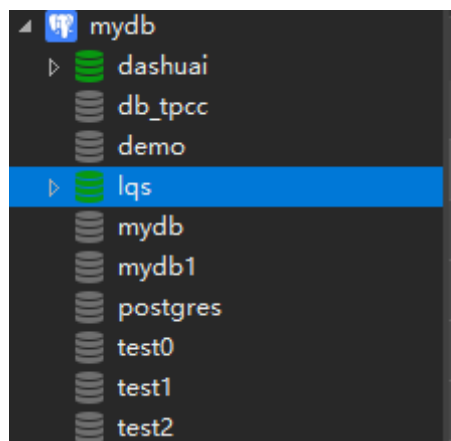 mydb
dashuai
db_tpcc
demo
lqs
mydb
mydb1
postgres
test0
test1
test2